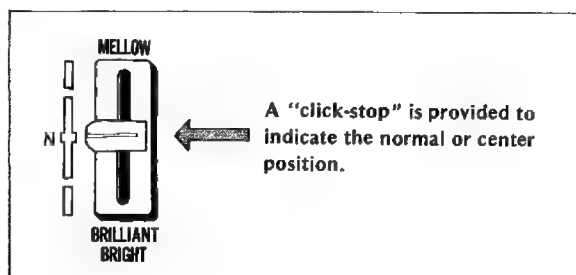 MELLOW
A “click-stop” is provided to
N
indicate the normal or center
position.
BRILLIANT
BRIGHT